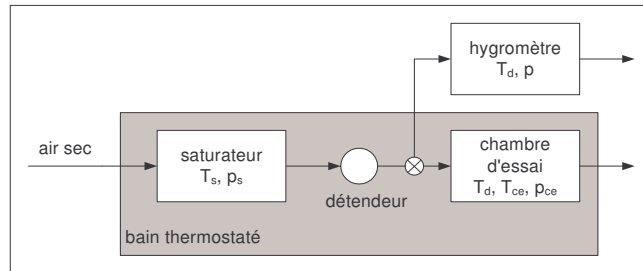 hygromètre
T_d, p
air sec
saturateur
T_s, p_s
détendeur
chambre
d'essai
T_d, T_ce, p_ce
bain thermostaté